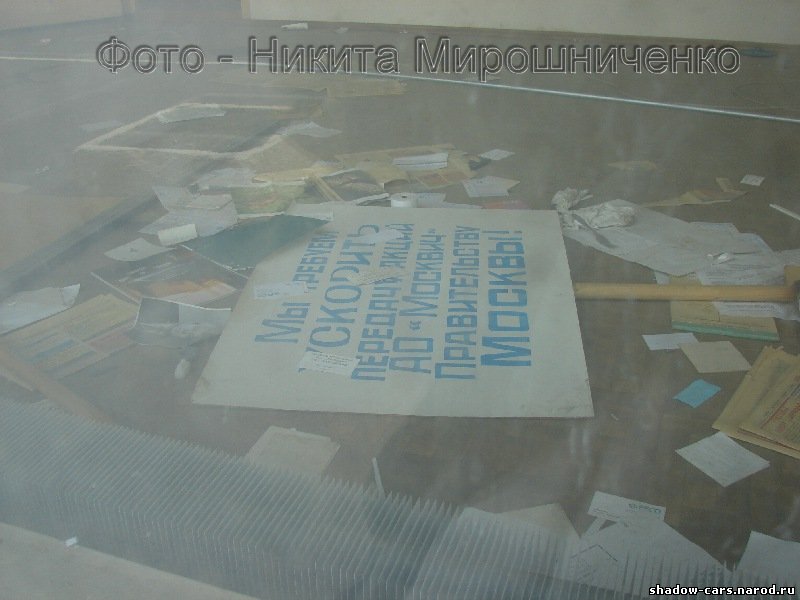 Фото - Никита Мирошниченко
Мы требуем
ускорить
передачу акций
АО «Москвич»
Правительству
Москвы!
shadow-cars.narod.ru